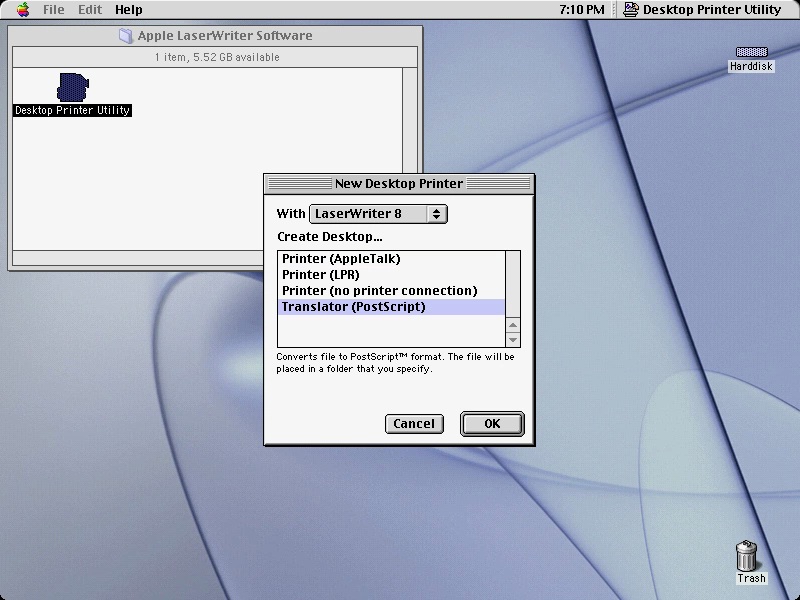 File Edit Help 7:10 PM Desktop Printer Utility
Apple LaserWriter Software
1 item, 5.52 GB available
Desktop Printer Utility
Harddisk
New Desktop Printer
With LaserWriter 8
Create Desktop...
Printer (AppleTalk)
Printer (LPR)
Printer (no printer connection)
Translator (PostScript)
Converts file to PostScript™ format. The file will be
placed in a folder that you specify.
Cancel OK
Trash